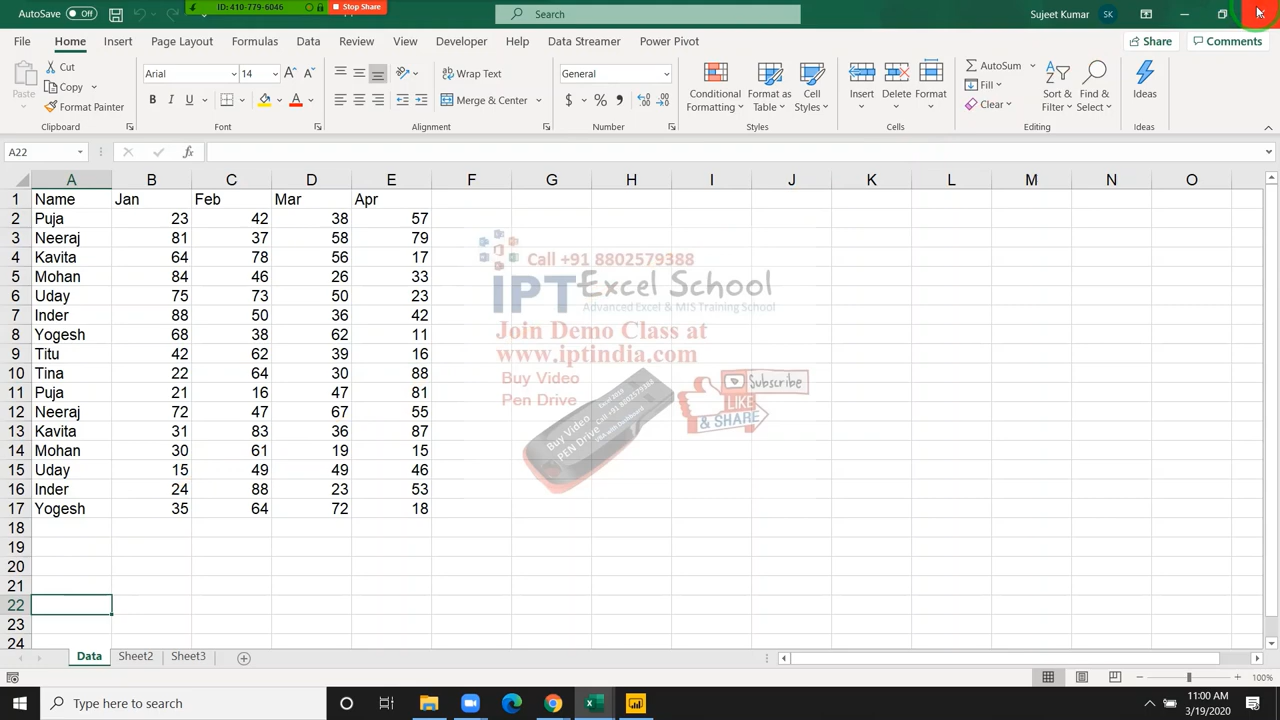 AutoSave Off ID: 410-779-6046 Stop Share Search Sujeet Kumar SK
File Home Insert Page Layout Formulas Data Review View Developer Help Data Streamer Power Pivot Share Comments
Paste Cut Copy Format Painter Clipboard
Arial 14 B I U A Font
Wrap Text Merge & Center Alignment
General $ % Number
Conditional Formatting Format as Table Cell Styles Styles
Insert Delete Format Cells
AutoSum Fill Clear Sort & Filter Find & Select Editing
Ideas Ideas
A22 fx
A B C D E F G H I J K L M N O
1 Name Jan Feb Mar Apr
2 Puja 23 42 38 57
3 Neeraj 81 37 58 79
4 Kavita 64 78 56 17
5 Mohan 84 46 26 33
6 Uday 75 73 50 23
7 Inder 88 50 36 42
8 Yogesh 68 38 62 11
9 Titu 42 62 39 16
10 Tina 22 64 30 88
11 Puja 21 16 47 81
12 Neeraj 72 47 67 55
13 Kavita 31 83 36 87
14 Mohan 30 61 19 15
15 Uday 15 49 49 46
16 Inder 24 88 23 53
17 Yogesh 35 64 72 18
18
19
20
21
22
23
24
Call +91 8802579388
IPT Excel School
Advanced Excel & MIS Training School
Join Demo Class at
www.iptindia.com
Buy Video
Pen Drive
Buy Video
PEN Drive
Call +91 8802579388
Subscribe
LIKE
& SHARE
Data Sheet2 Sheet3
100%
Type here to search
11:00 AM
3/19/2020